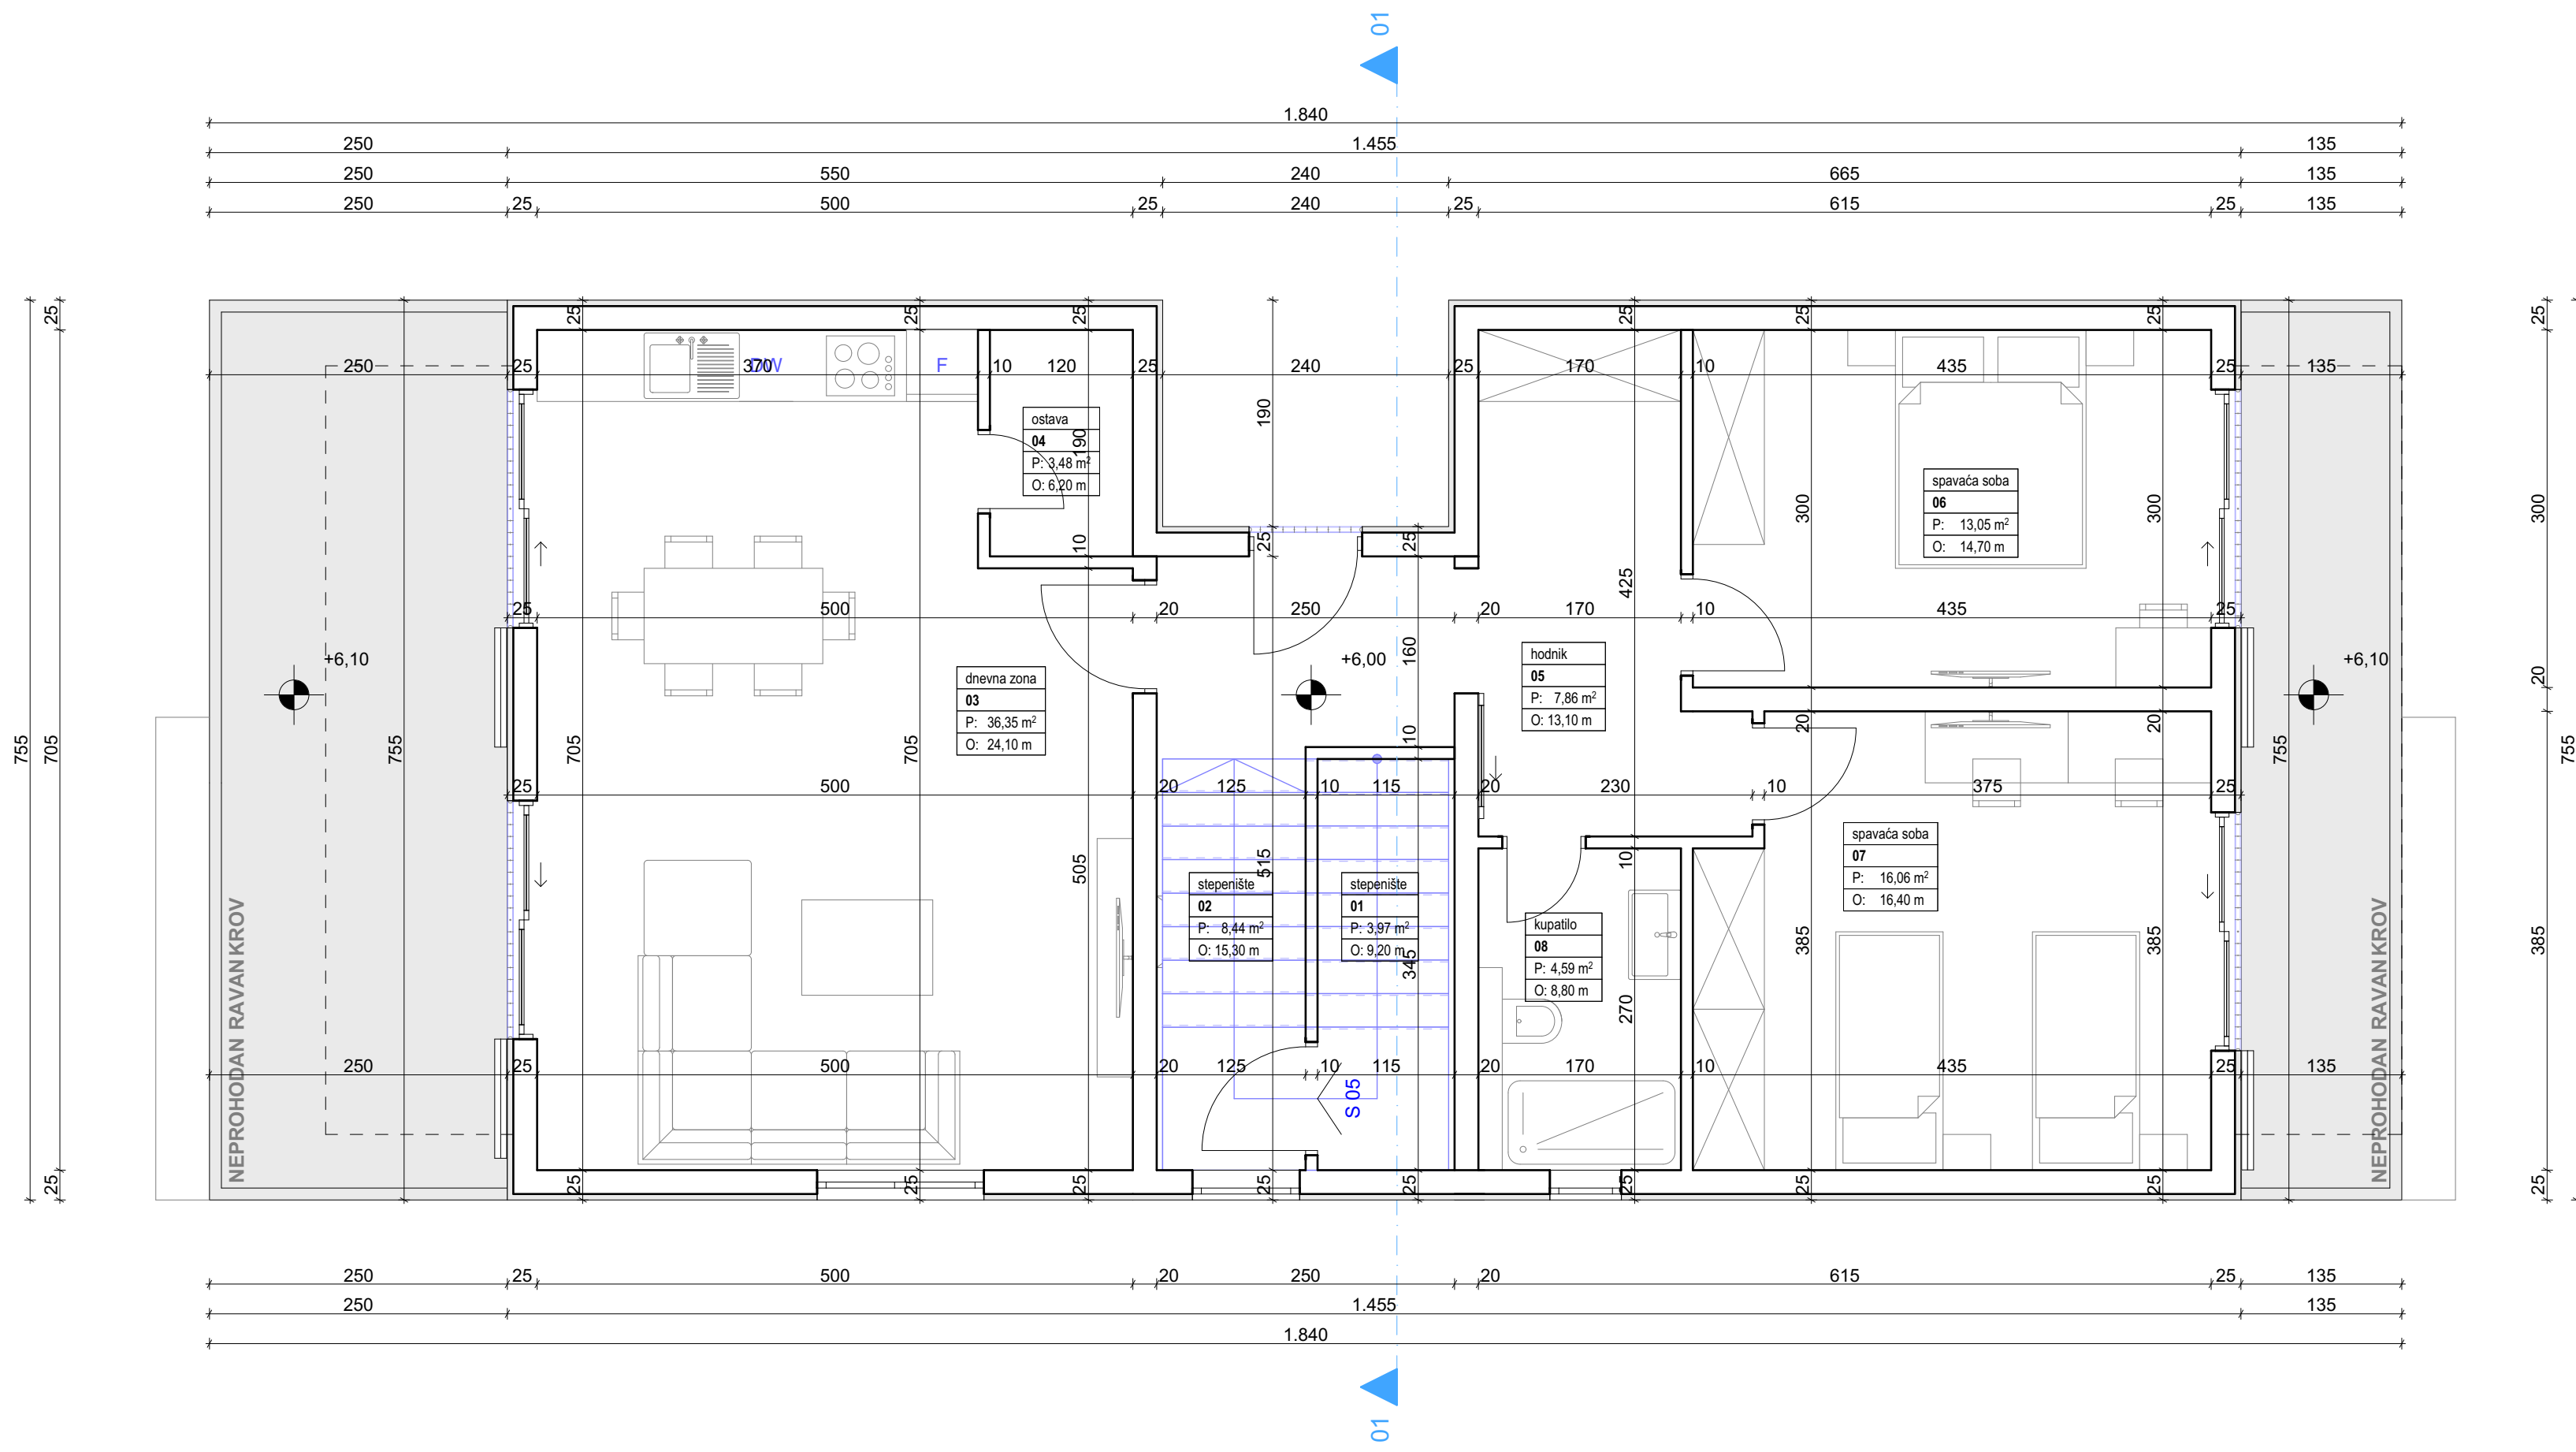 01
1.840
250 1.455 135
250 550 240 665 135
250 25 500 25 240 25 615 25 135
25 25 25 25 25 25 25 25
250 25 370 DW F 10 120 25 240 25 170 10 435 25 135
ostava
04
P: 3,48 m²
O: 6,20 m
190
190
10
25
25
spavaća soba
06
P: 13,05 m²
O: 14,70 m
300
300
300
425
25 500 20 250 20 170 10 435 25
+6,10
+6,00
+6,10
160
hodnik
05
P: 7,86 m²
O: 13,10 m
dnevna zona
03
P: 36,35 m²
O: 24,10 m
20
20
20
10
755
705
755
705
705
755
755
25 500 20 125 10 115 20 230 10 375 25
505
515
345
10
270
385
385
385
stepenište
02
P: 8,44 m²
O: 15,30 m
stepenište
01
P: 3,97 m²
O: 9,20 m
kupatilo
08
P: 4,59 m²
O: 8,80 m
spavaća soba
07
P: 16,06 m²
O: 16,40 m
NEPROHODAN RAVAN KROV
NEPROHODAN RAVAN KROV
250 25 500 20 125 10 115 20 170 10 435 25 135
S 05
25 25 25 25 25 25 25 25 25 25
250 25 500 20 250 20 615 25 135
250 1.455 135
1.840
01